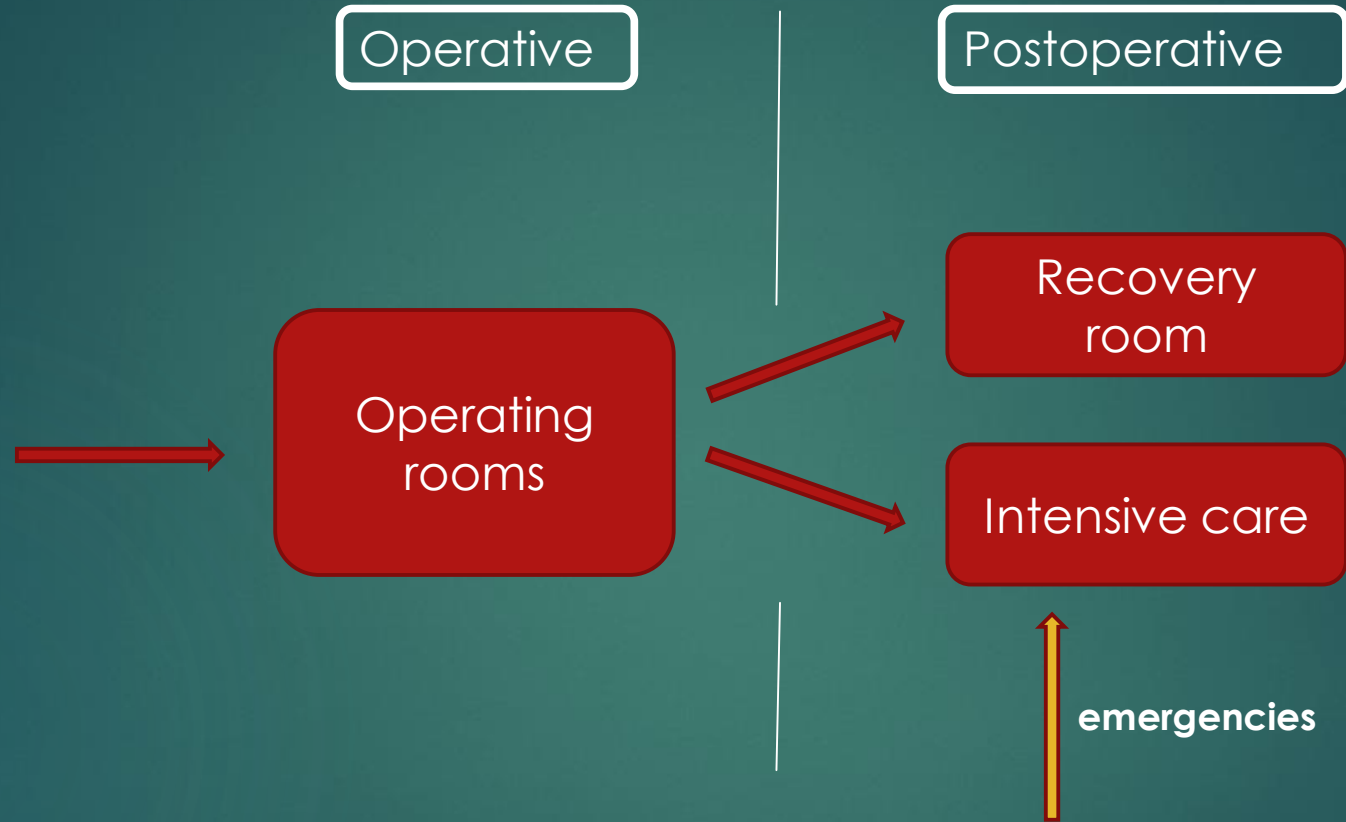 Operative
Postoperative
Recovery
room
Operating
rooms
Intensive care
emergencies